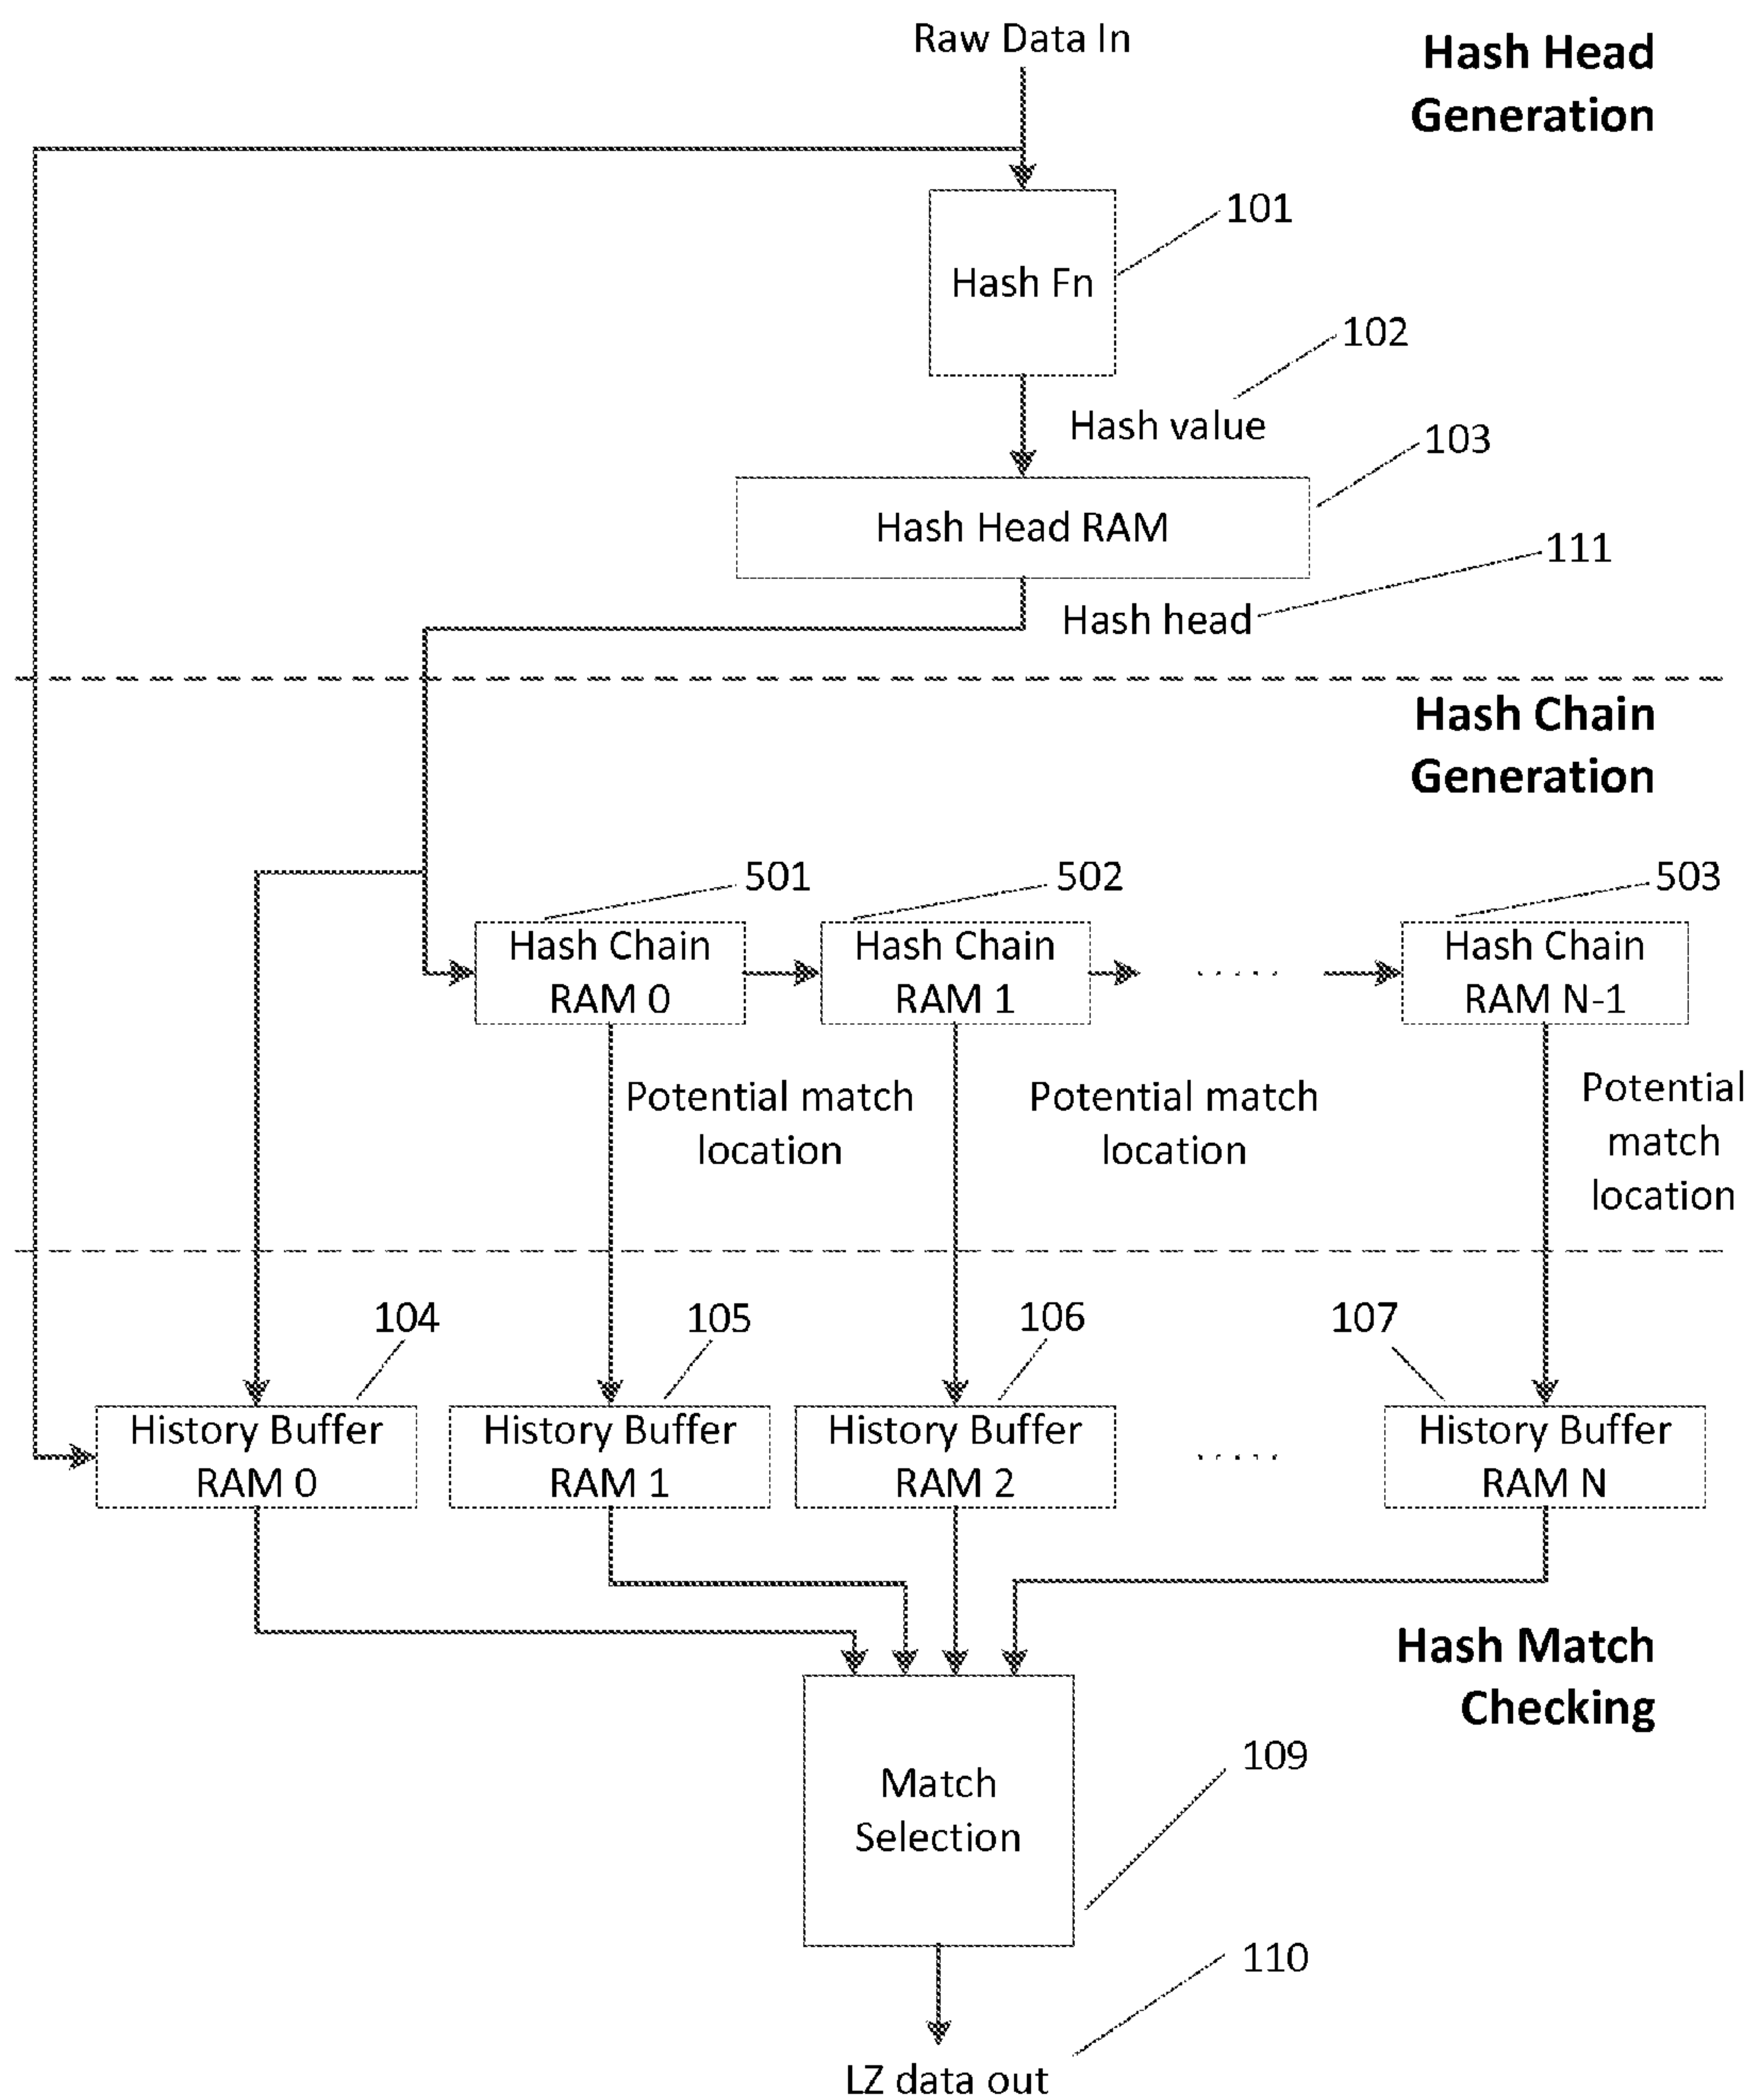 Raw Data In
Hash Head
Generation
101
Hash Fn
102
Hash value
103
Hash Head RAM
111
Hash head
Hash Chain
Generation
501
502
503
Hash Chain
RAM 0
Hash Chain
RAM 1
. . . . .
Hash Chain
RAM N-1
Potential match
location
Potential match
location
Potential
match
location
104
105
106
107
History Buffer
RAM 0
History Buffer
RAM 1
History Buffer
RAM 2
. . . . .
History Buffer
RAM N
Hash Match
Checking
Match
Selection
109
110
LZ data out